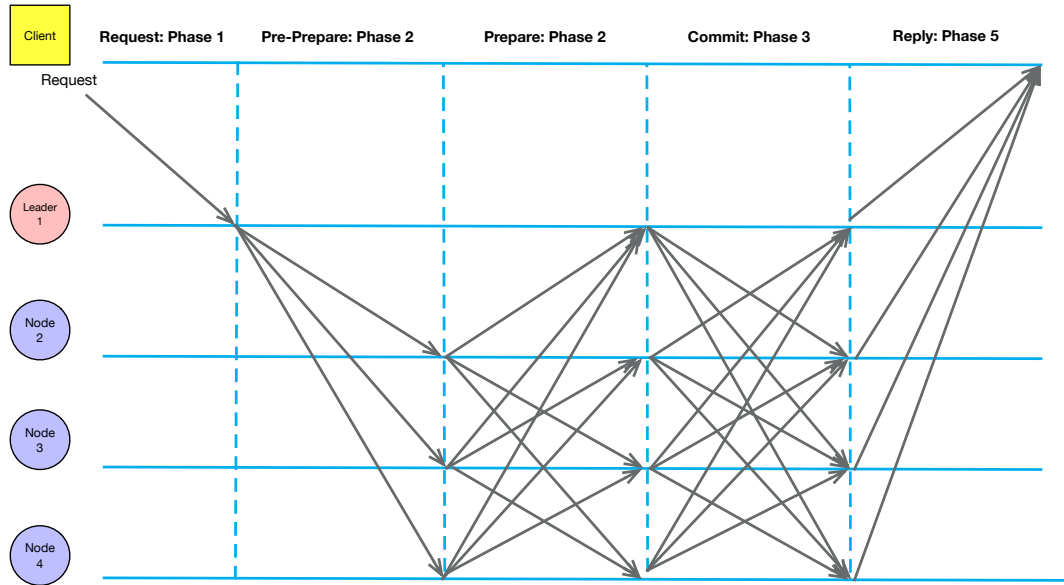 Client
Request: Phase 1
Pre-Prepare: Phase 2
Prepare: Phase 2
Commit: Phase 3
Reply: Phase 5
Request
Leader
1
Node
2
Node
3
Node
4